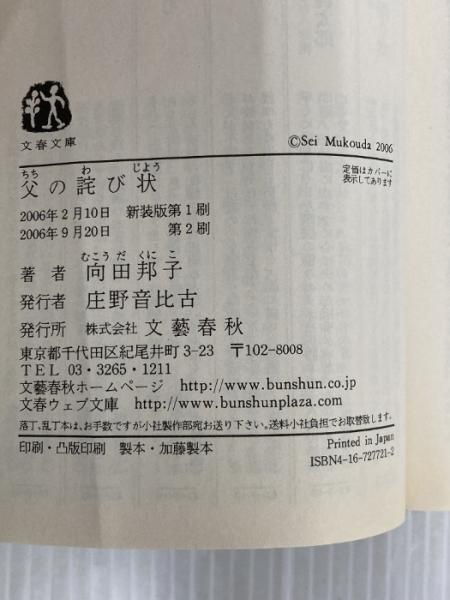 文春文庫
©Sei Mukouda 2006
定価はカバーに
表示してあります
ちち わ じよう
父の詫び状
2006年2月10日 新装版第1刷
2006年9月20日 第2刷
むこうだ くにこ
著者 向田邦子
発行者 庄野音比古
発行所 株式会社 文藝春秋
東京都千代田区紀尾井町3-23 〒102-8008
TEL 03・3265・1211
文藝春秋ホームページ http://www.bunshun.co.jp
文春ウェブ文庫 http://www.bunshunplaza.com
落丁、乱丁本は、お手数ですが小社製作部宛お送り下さい。送料小社負担でお取替致します。
印刷・凸版印刷 製本・加藤製本
Printed in Japan
ISBN4-16-727721-2